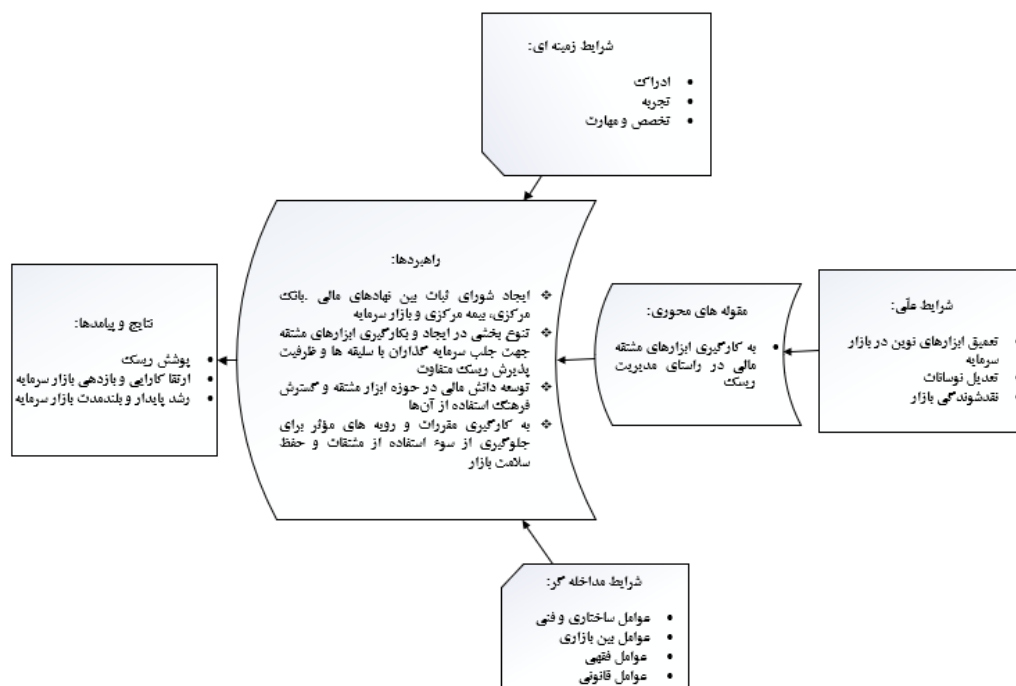 شرایط زمینه ای:
• ادراک
• تجربه
• تخصص و مهارت
شرایط علّی:
• تعمیق ابزارهای نوین در بازار
سرمایه
• تعدیل نوسانات
• نقدشوندگی بازار
مقوله های محوری:
• به کارگیری ابزارهای مشتقه
مالی در راستای مدیریت
ریسک
راهبردها:
❖ ایجاد شورای ثبات بین نهادهای مالی .بانک
مرکزی، بیمه مرکزی و بازار سرمایه
❖ تنوع بخشی در ایجاد و بکارگیری ابزارهای مشتقه
جهت جلب سرمایه گذاران با سلیقه ها و ظرفیت
پذیرش ریسک متفاوت
❖ توسعه دانش مالی در حوزه ابزار مشتقه و گسترش
فرهنگ استفاده از آن‌ها
❖ به کارگیری مقررات و رویه های مؤثر برای
جلوگیری از سوء استفاده از مشتقات و حفظ
سلامت بازار
نتایج و پیامدها:
• پوشش ریسک
• ارتقا کارایی و بازدهی بازار سرمایه
• رشد پایدار و بلندمدت بازار سرمایه
شرایط مداخله گر:
• عوامل ساختاری و فنی
• عوامل بین بازاری
• عوامل فقهی
• عوامل قانونی